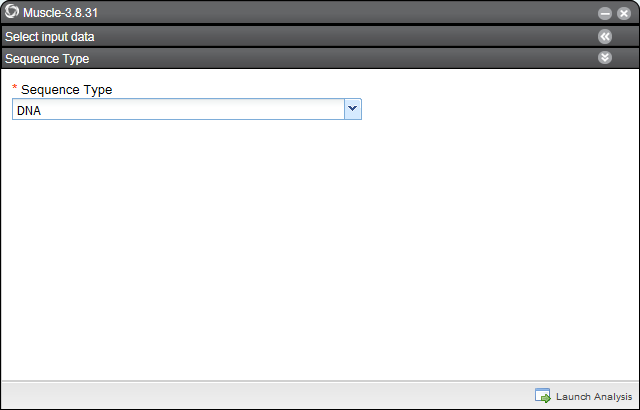 Muscle-3.8.31
Select input data
Sequence Type
* Sequence Type
DNA
Launch Analysis